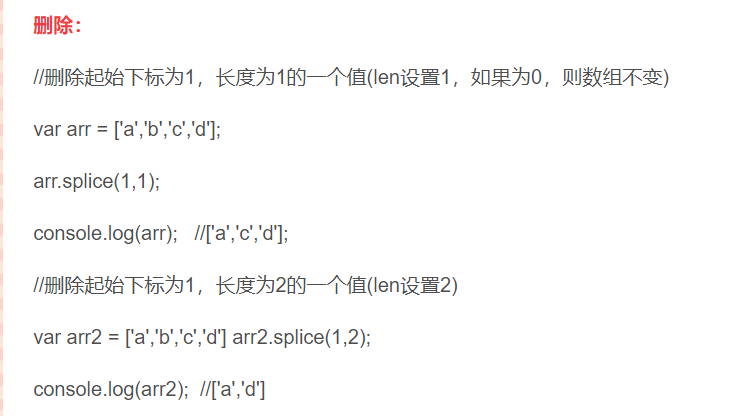 删除：
//删除起始下标为1，长度为1的一个值(len设置1，如果为0，则数组不变)
var arr = ['a','b','c','d'];
arr.splice(1,1);
console.log(arr);   //['a','c','d'];
//删除起始下标为1，长度为2的一个值(len设置2)
var arr2 = ['a','b','c','d'] arr2.splice(1,2);
console.log(arr2);  //['a','d']